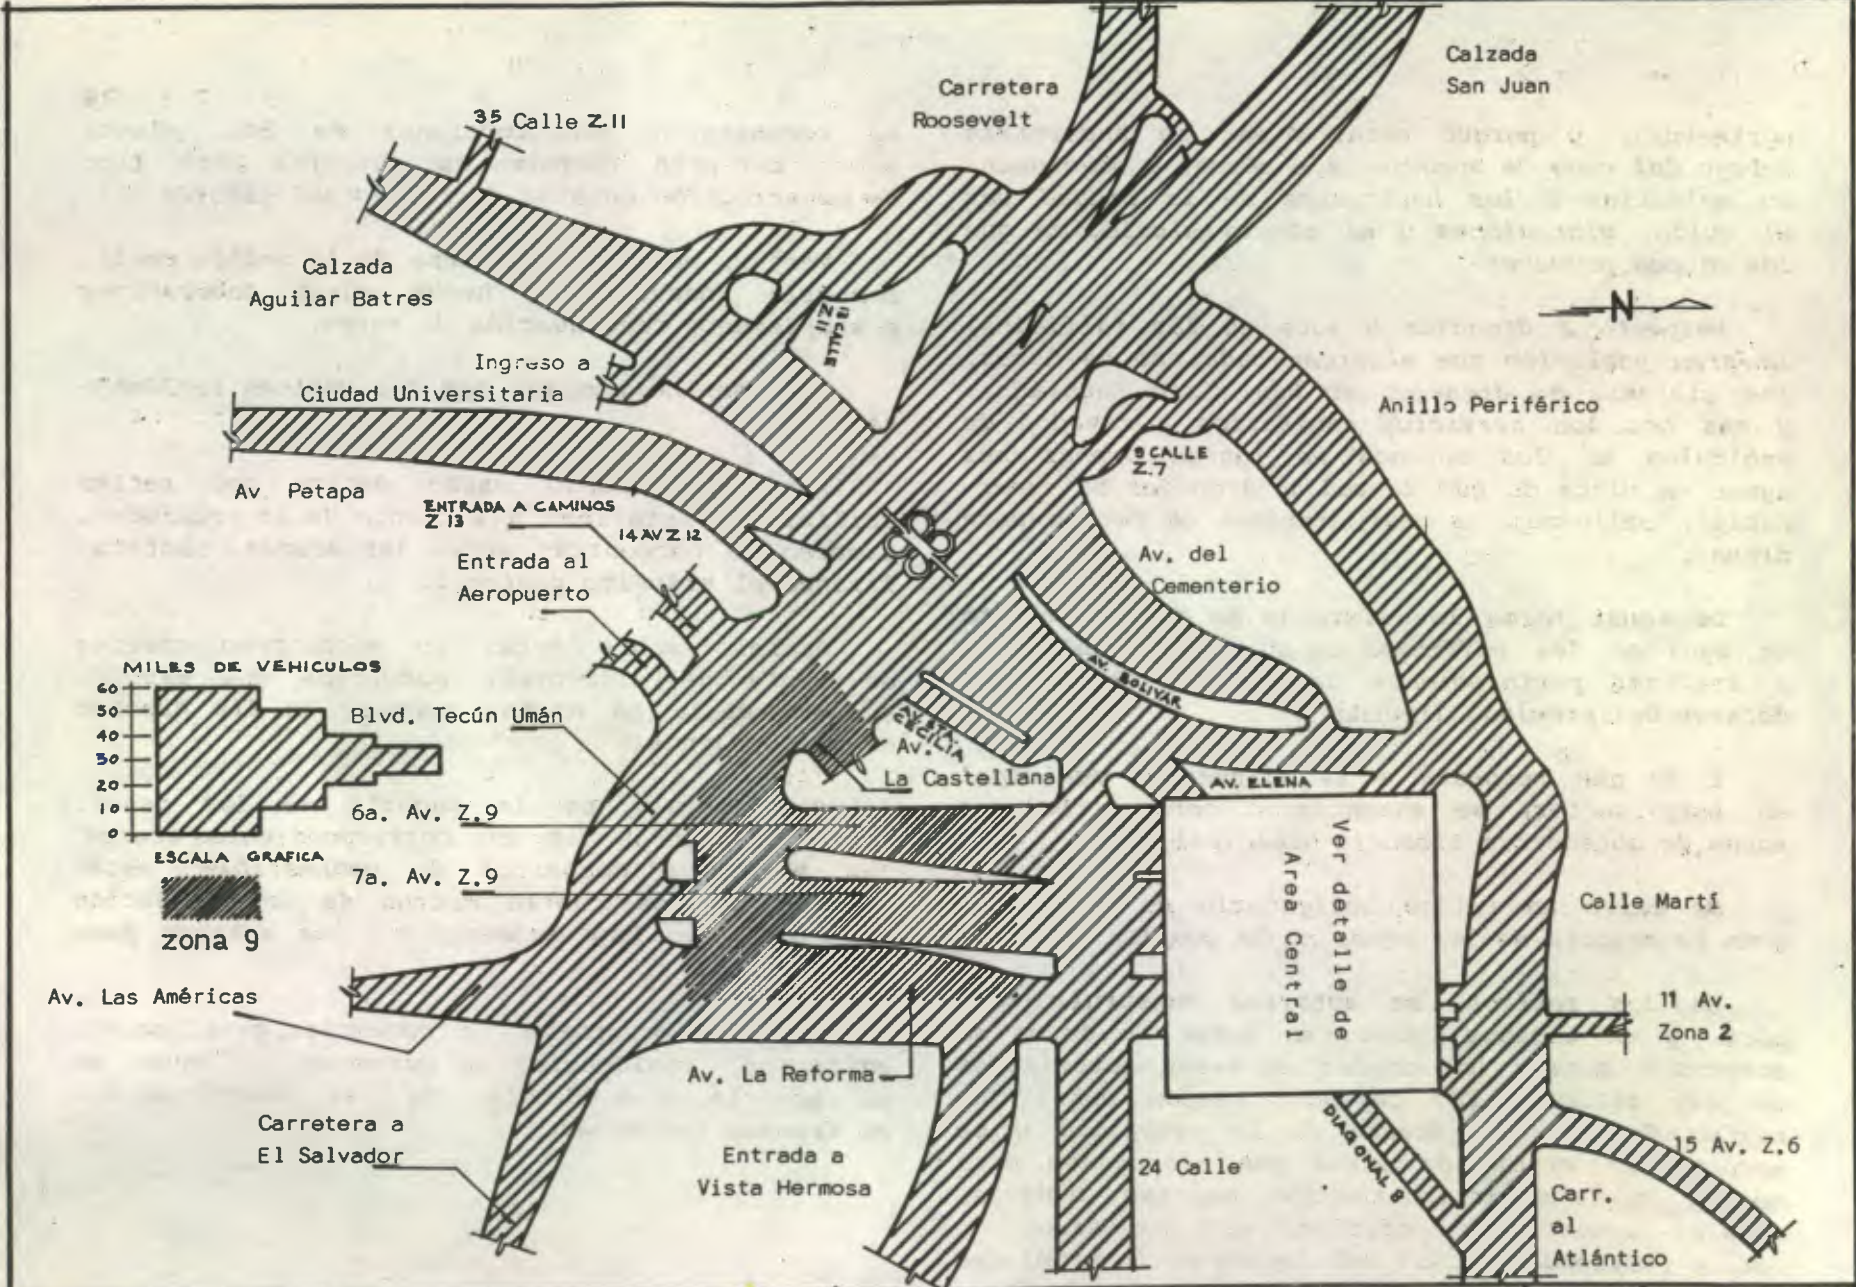 Calzada
San Juan
Carretera
Roosevelt
35 Calle Z.11
Calzada
Aguilar Batres
13 CALLE
Z.11
N
Ingreso a
Ciudad Universitaria
Anillo Periférico
9 CALLE
Z.7
Av. Petapa
ENTRADA A CAMINOS
Z 13
14 AV Z 12
Entrada al
Aeropuerto
Av. del
Cementerio
AV. BOLIVAR
MILES DE VEHICULOS
60
50
40
30
20
10
0
ESCALA GRAFICA
zona 9
Blvd. Tecún Umán
AV. STA.
CECILIA
Av.
La Castellana
AV. ELENA
6a. Av. Z.9
7a. Av. Z.9
Ver detalle de
Area Central
Calle Martí
Av. Las Américas
11 Av.
Zona 2
Av. La Reforma
Carretera a
El Salvador
Entrada a
Vista Hermosa
24 Calle
DIAGONAL 8
15 Av. Z.6
Carr.
al
Atlántico